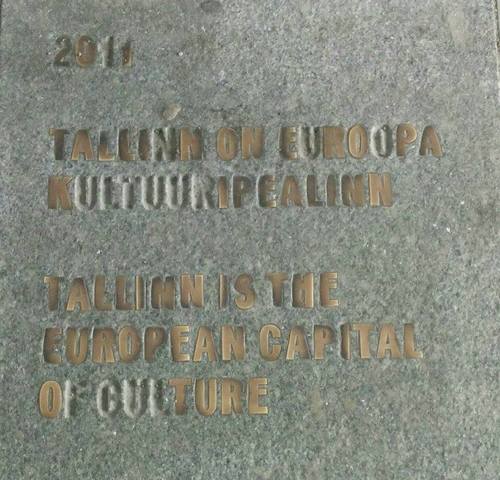 2011
TALLINN ON EUROOPA
KULTUURIPEALINN
TALLINN IS THE
EUROPEAN CAPITAL
OF CULTURE